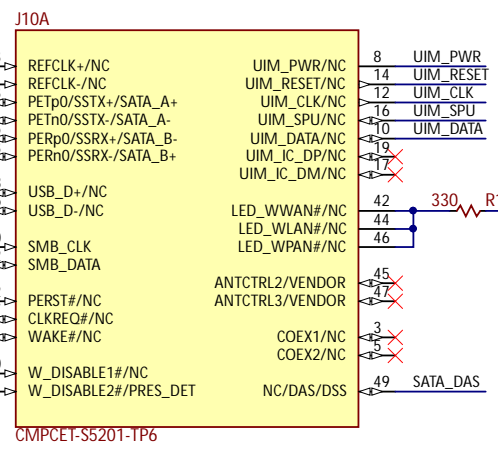 J10A
REFCLK+/NC UIM_PWR/NC 8 UIM_PWR
REFCLK-/NC UIM_RESET/NC 14 UIM_RESET
PETp0/SSTX+/SATA_A+ UIM_CLK/NC 12 UIM_CLK
PETn0/SSTX-/SATA_A- UIM_SPU/NC 16 UIM_SPU
PERp0/SSRX+/SATA_B- UIM_DATA/NC 10 UIM_DATA
PERn0/SSRX-/SATA_B+ UIM_IC_DP/NC 19
UIM_IC_DM/NC 17
USB_D+/NC
USB_D-/NC LED_WWAN#/NC 42 330 R1
LED_WLAN#/NC 44
SMB_CLK LED_WPAN#/NC 46
SMB_DATA
ANTCTRL2/VENDOR 45
PERST#/NC ANTCTRL3/VENDOR 47
CLKREQ#/NC
WAKE#/NC COEX1/NC 3
COEX2/NC 5
W_DISABLE1#/NC
W_DISABLE2#/PRES_DET NC/DAS/DSS 49 SATA_DAS
CMPCET-S5201-TP6